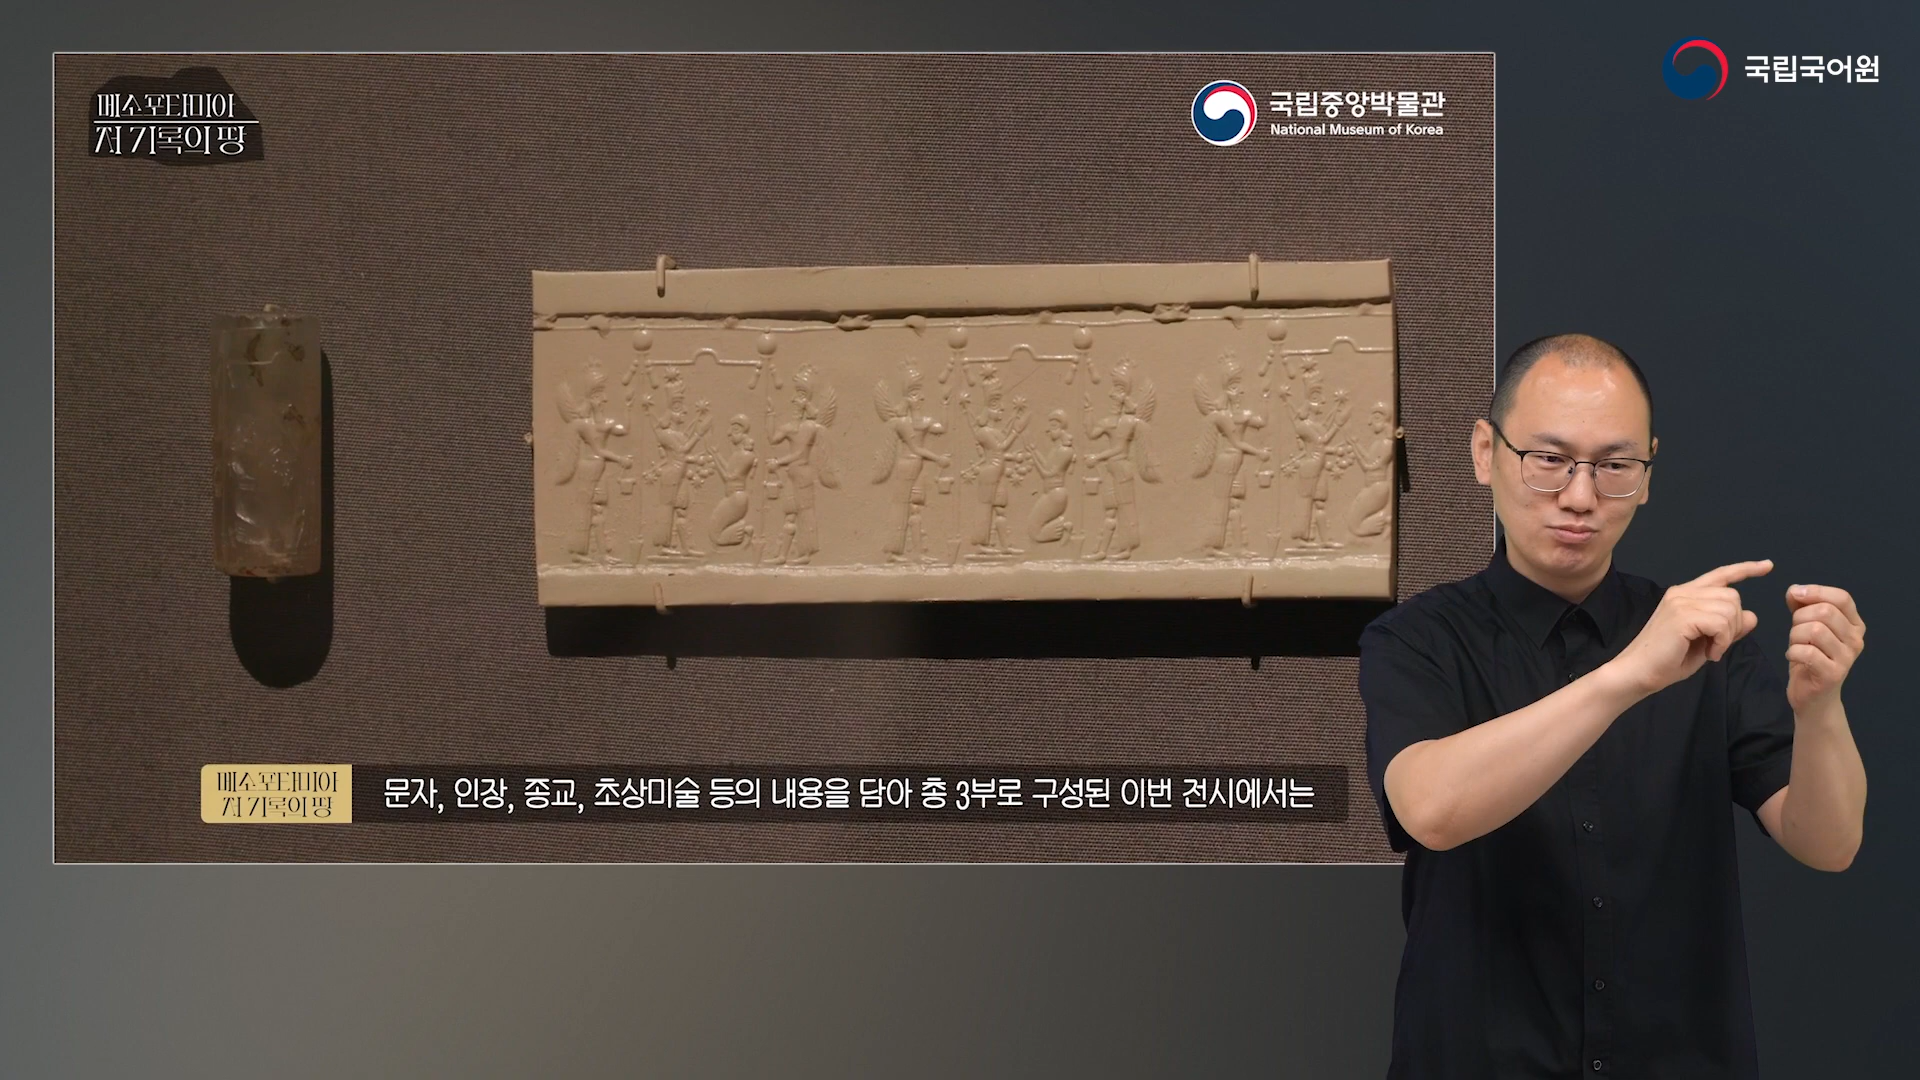 메소포타미아
저 기록의 땅
국립중앙박물관
National Museum of Korea
국립국어원
메소포타미아
저 기록의 땅
문자, 인장, 종교, 초상미술 등의 내용을 담아 총 3부로 구성된 이번 전시에서는